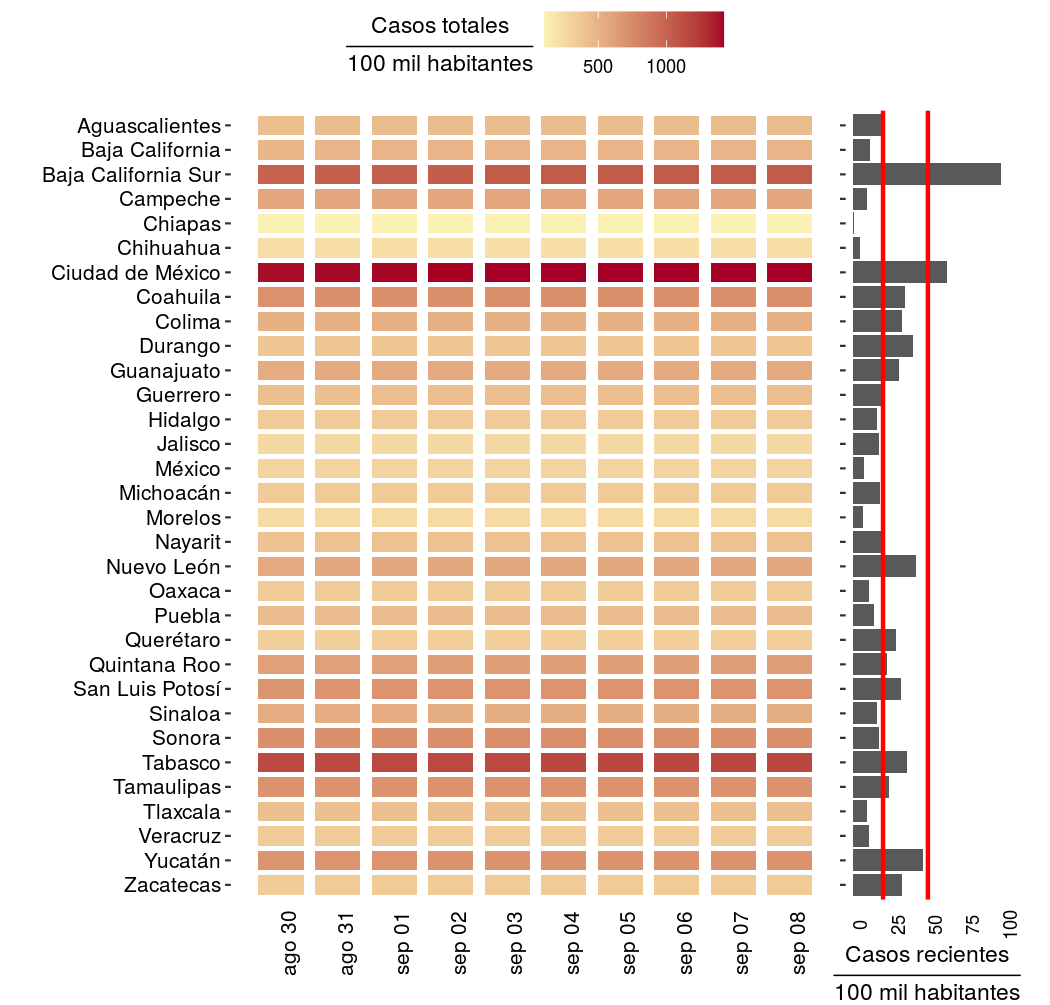 Casos totales
100 mil habitantes
500 1000
Aguascalientes
Baja California
Baja California Sur
Campeche
Chiapas
Chihuahua
Ciudad de México
Coahuila
Colima
Durango
Guanajuato
Guerrero
Hidalgo
Jalisco
México
Michoacán
Morelos
Nayarit
Nuevo León
Oaxaca
Puebla
Querétaro
Quintana Roo
San Luis Potosí
Sinaloa
Sonora
Tabasco
Tamaulipas
Tlaxcala
Veracruz
Yucatán
Zacatecas
ago 30
ago 31
sep 01
sep 02
sep 03
sep 04
sep 05
sep 06
sep 07
sep 08
0
25
50
75
100
Casos recientes
100 mil habitantes